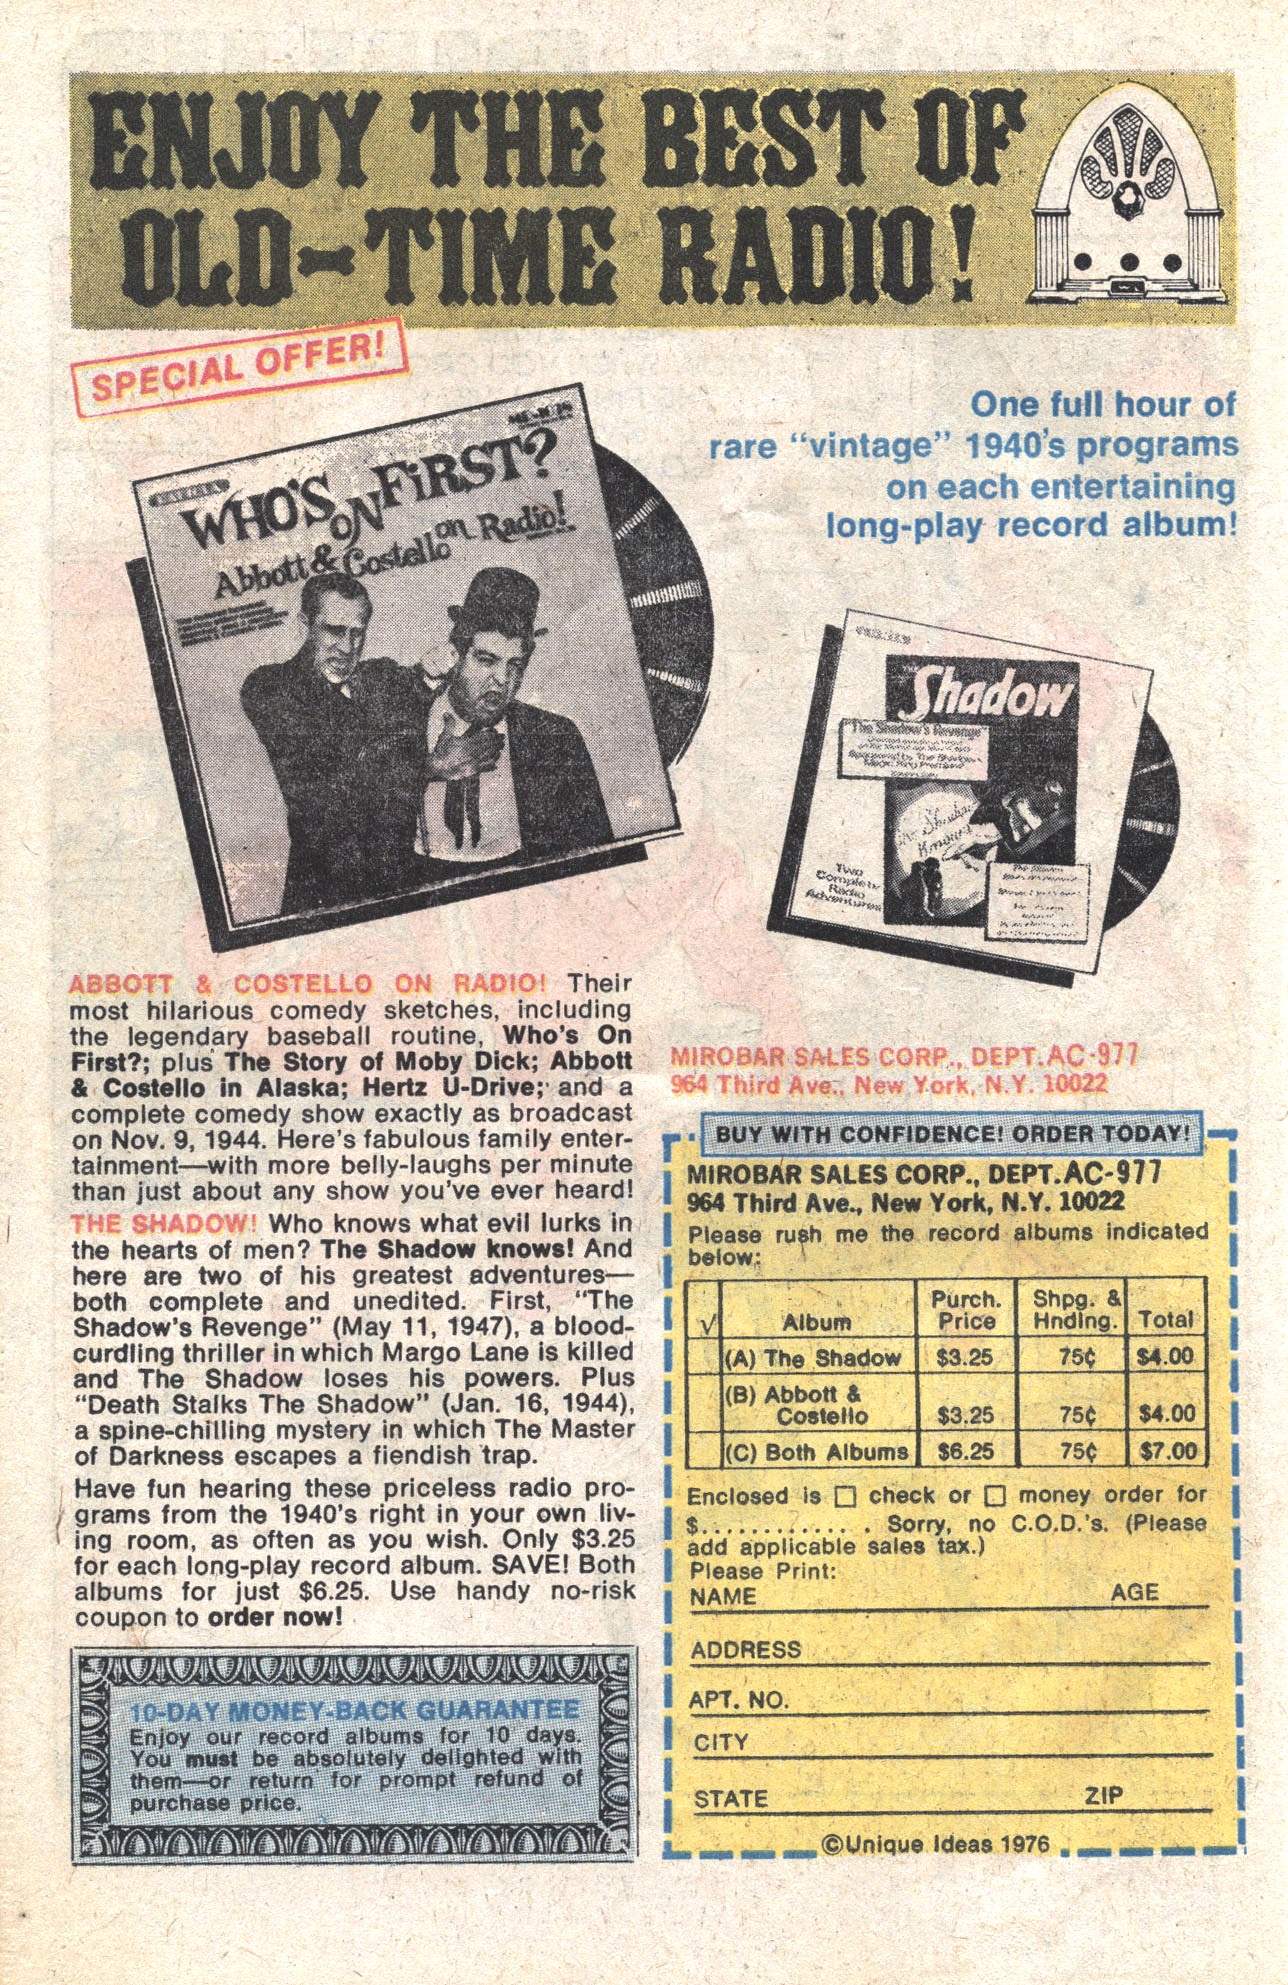 ENJOY THE BEST OF
OLD-TIME RADIO!
SPECIAL OFFER!
One full hour of
rare “vintage” 1940's programs
on each entertaining
long-play record album!
WHO'S ON FiRST?
Abbott & Costello on Radio!
The Shadow
"The Shadow's Revenge"
The Shadow Knows
Two
Complete
Radio
Adventures
ABBOTT & COSTELLO ON RADIO! Their
most hilarious comedy sketches, including
the legendary baseball routine, Who's On
First?; plus The Story of Moby Dick; Abbott
& Costello in Alaska; Hertz U-Drive; and a
complete comedy show exactly as broadcast
on Nov. 9, 1944. Here's fabulous family enter-
tainment—with more belly-laughs per minute
than just about any show you've ever heard!
THE SHADOW! Who knows what evil lurks in
the hearts of men? The Shadow knows! And
here are two of his greatest adventures—
both complete and unedited. First, “The
Shadow's Revenge” (May 11, 1947), a blood-
curdling thriller in which Margo Lane is killed
and The Shadow loses his powers. Plus
“Death Stalks The Shadow” (Jan. 16, 1944),
a spine-chilling mystery in which The Master
of Darkness escapes a fiendish trap.
Have fun hearing these priceless radio pro-
grams from the 1940's right in your own liv-
ing room, as often as you wish. Only $3.25
for each long-play record album. SAVE! Both
albums for just $6.25. Use handy no-risk
coupon to order now!
10-DAY MONEY-BACK GUARANTEE
Enjoy our record albums for 10 days.
You must be absolutely delighted with
them—or return for prompt refund of
purchase price.
MIROBAR SALES CORP., DEPT. AC-977
964 Third Ave., New York, N.Y. 10022
BUY WITH CONFIDENCE! ORDER TODAY!
MIROBAR SALES CORP., DEPT. AC-977
964 Third Ave., New York, N.Y. 10022
Please rush me the record albums indicated
below:
√ Album Purch. Price Shpg. & Hndlng. Total
(A) The Shadow $3.25 75¢ $4.00
(B) Abbott &
Costello $3.25 75¢ $4.00
(C) Both Albums $6.25 75¢ $7.00
Enclosed is □ check or □ money order for
$............. Sorry, no C.O.D.'s. (Please
add applicable sales tax.)
Please Print:
NAME AGE
ADDRESS
APT. NO.
CITY
STATE ZIP
©Unique Ideas 1976